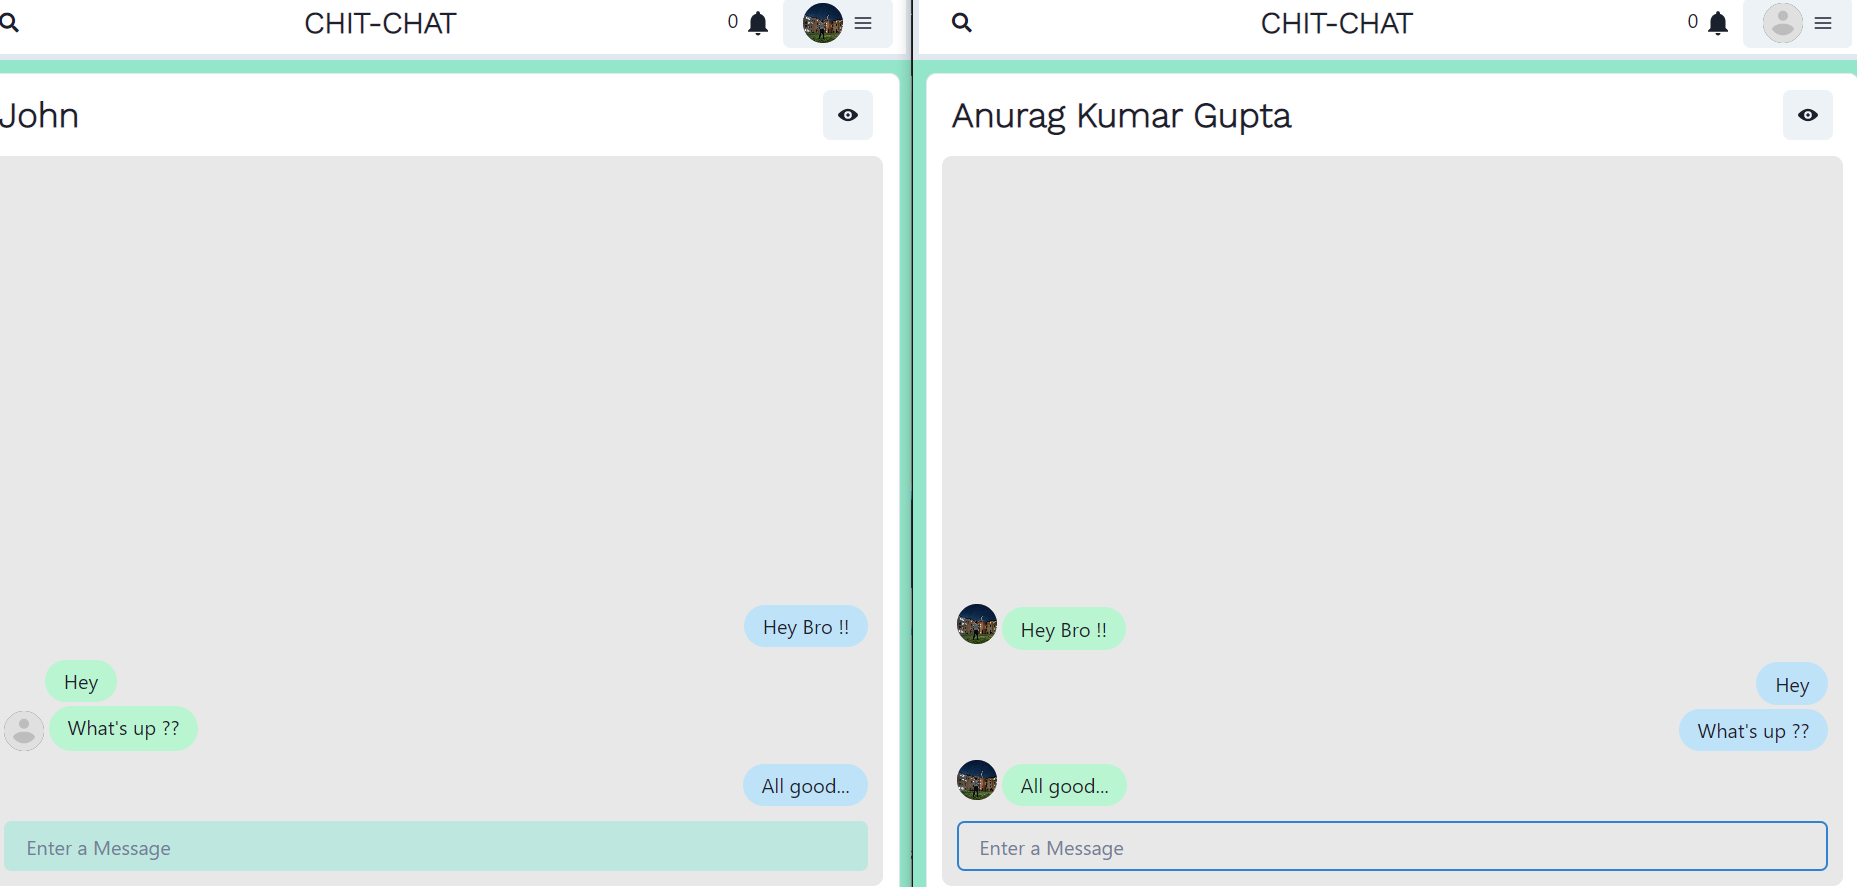 CHIT-CHAT
0
John
Hey Bro !!
Hey
What's up ??
All good...
Enter a Message
CHIT-CHAT
0
Anurag Kumar Gupta
Hey Bro !!
Hey
What's up ??
All good...
Enter a Message